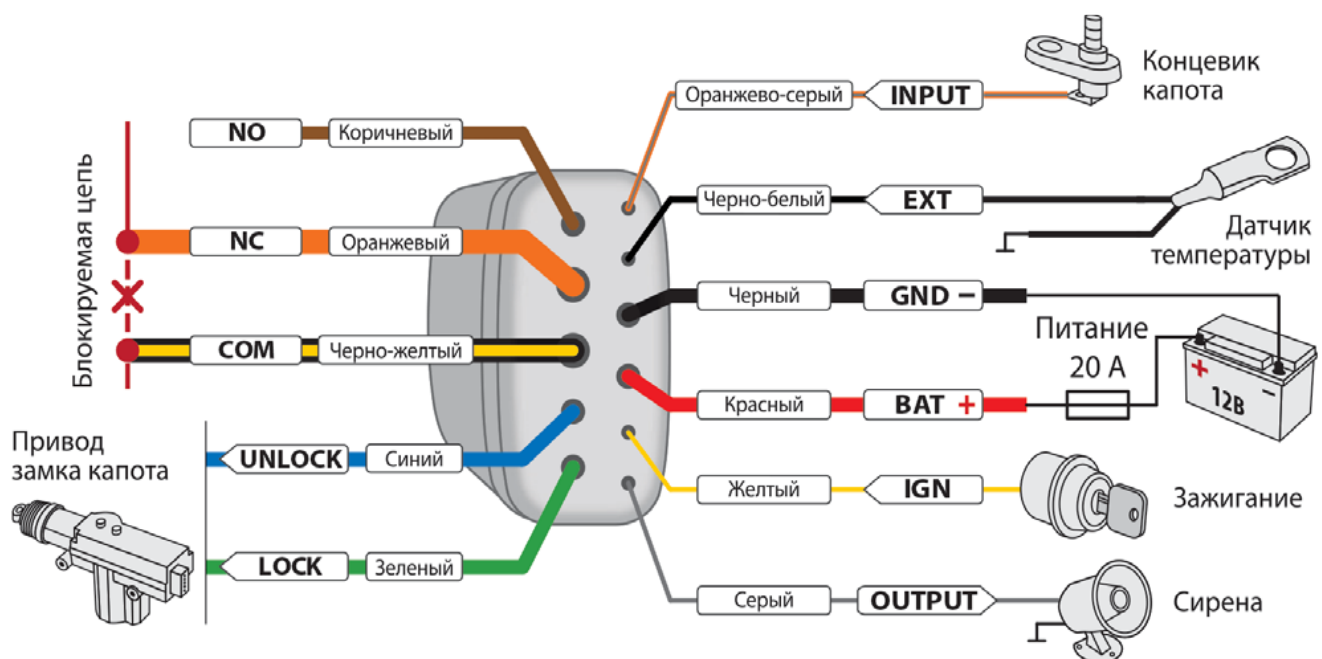 Блокируемая цепь
NO
Коричневый
NC
Оранжевый
COM
Черно-желтый
Привод
замка капота
UNLOCK
Синий
LOCK
Зеленый
Оранжево-серый
INPUT
Концевик
капота
Черно-белый
EXT
Датчик
температуры
Черный
GND –
Питание
20 А
Красный
BAT +
+
–
12В
Желтый
IGN
Зажигание
Серый
OUTPUT
Сирена